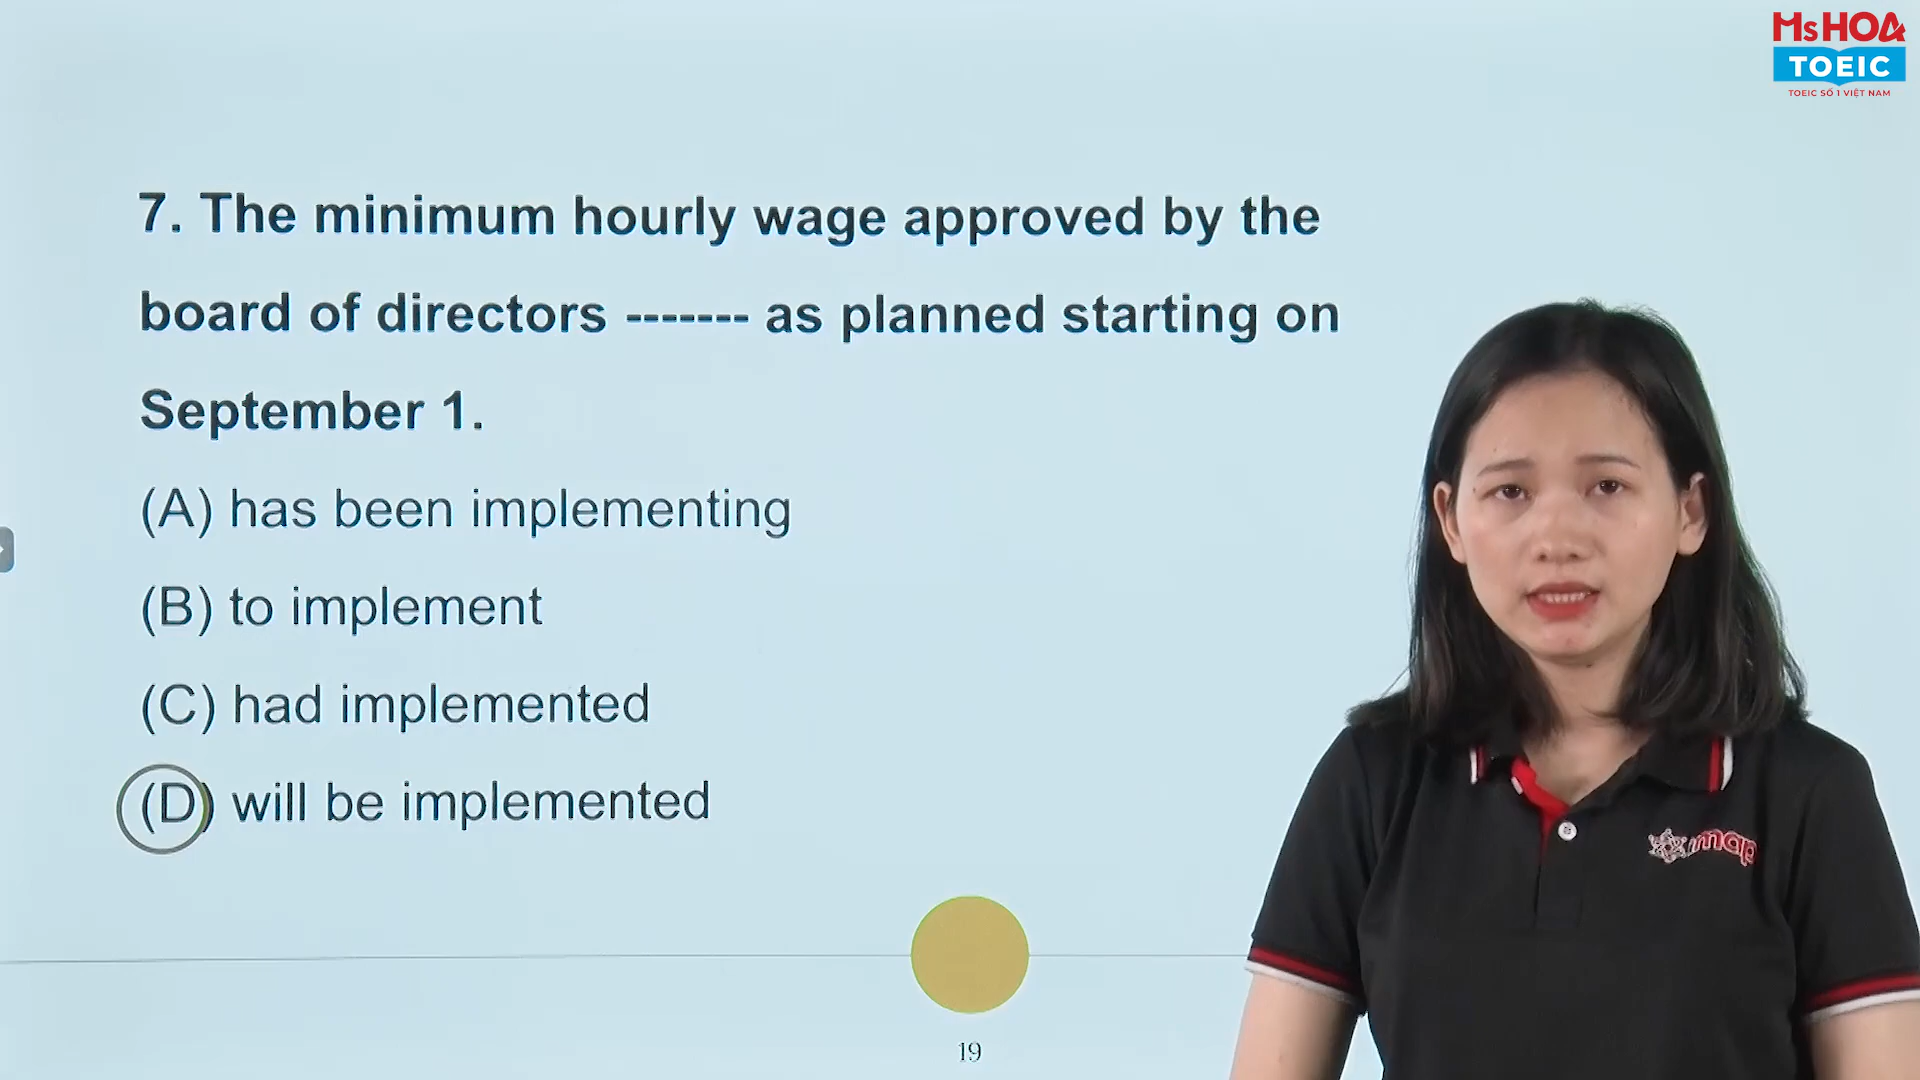 MsHOA
TOEIC
TOEIC SỐ 1 VIỆT NAM
7. The minimum hourly wage approved by the
board of directors ------- as planned starting on
September 1.
(A) has been implementing
(B) to implement
(C) had implemented
(D) will be implemented
imap
19